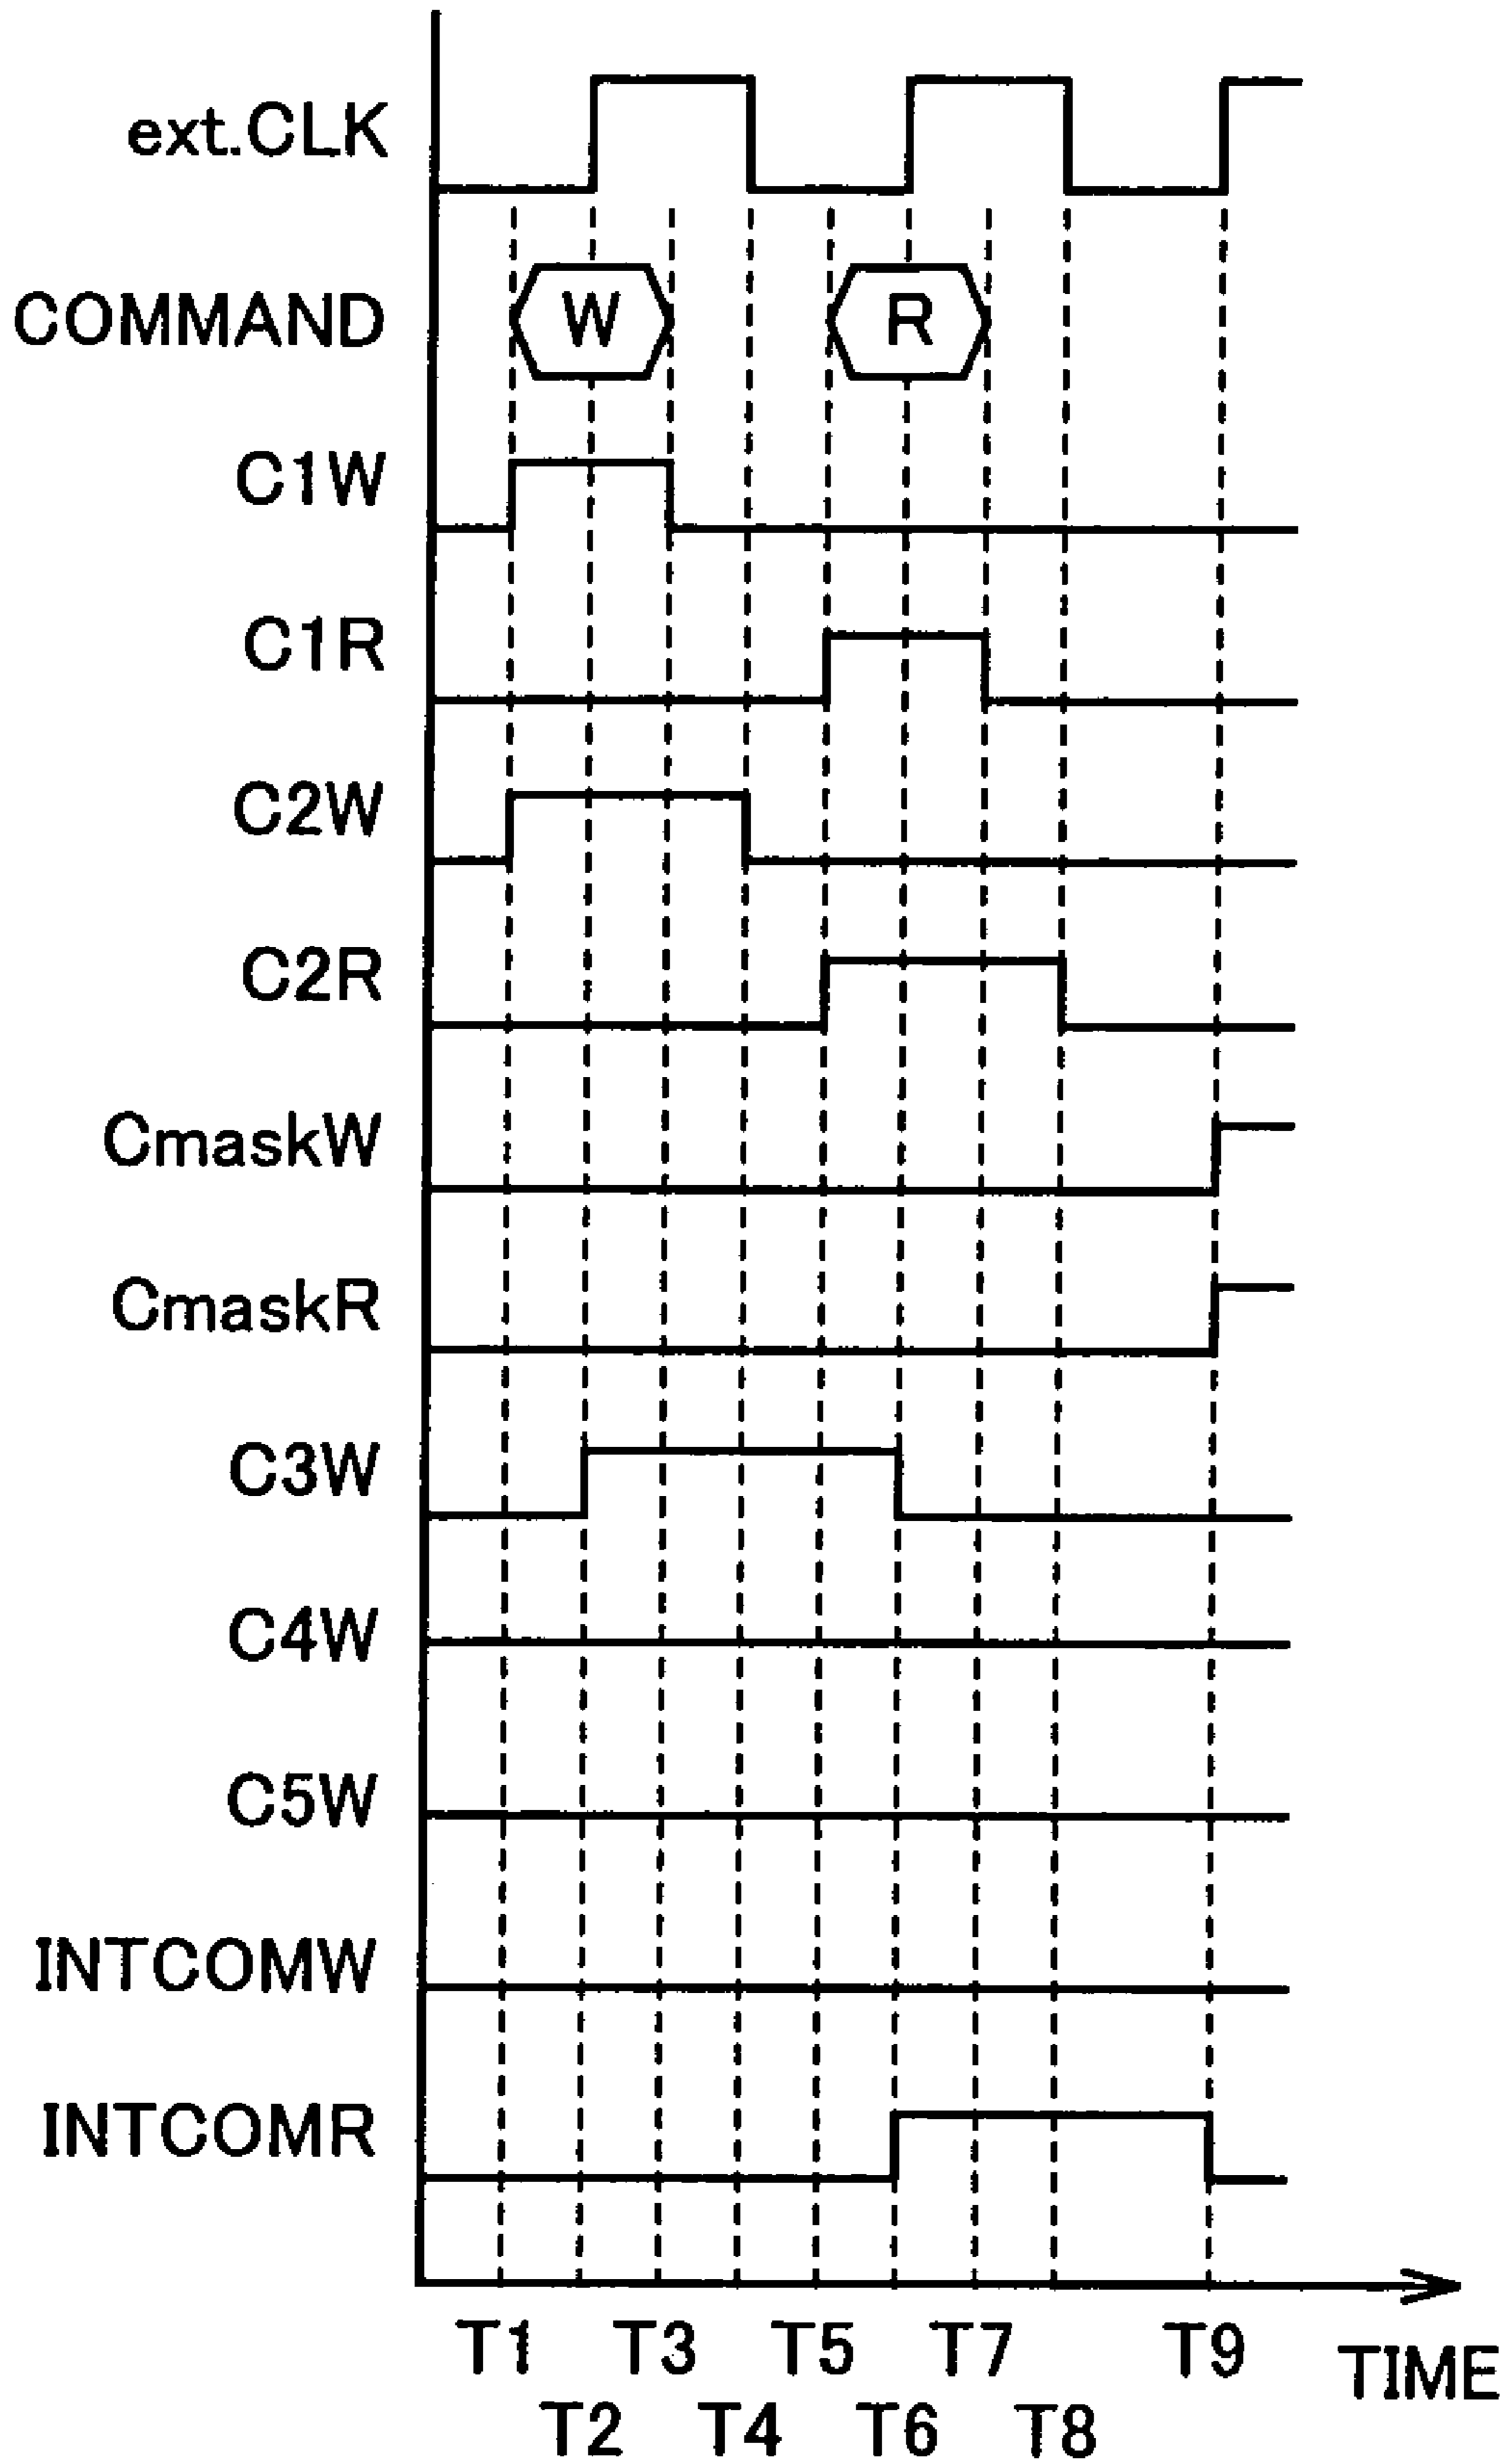 ext.CLK
COMMAND W R
C1W
C1R
C2W
C2R
CmaskW
CmaskR
C3W
C4W
C5W
INTCOMW
INTCOMR
T1 T3 T5 T7 T9 TIME
T2 T4 T6 T8